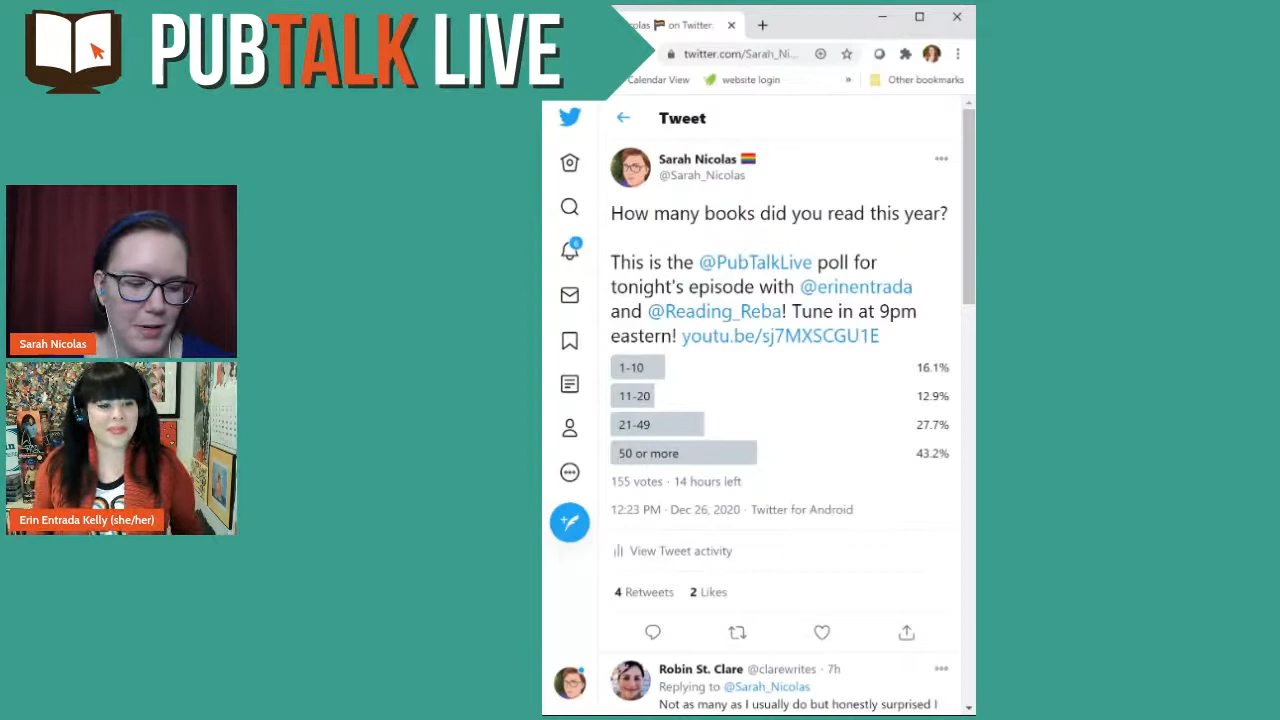 PUBTALK LIVE
olas on Twitter:
twitter.com/Sarah_Ni...
Calendar View
website login
»
Other bookmarks
Tweet
Sarah Nicolas
@Sarah_Nicolas
How many books did you read this year?
This is the @PubTalkLive poll for
tonight's episode with @erinentrada
and @Reading_Reba! Tune in at 9pm
eastern! youtu.be/sj7MXSCGU1E
1-10 16.1%
11-20 12.9%
21-49 27.7%
50 or more 43.2%
155 votes · 14 hours left
12:23 PM · Dec 26, 2020 · Twitter for Android
View Tweet activity
4 Retweets 2 Likes
Robin St. Clare @clarewrites · 7h
Replying to @Sarah_Nicolas
Not as many as I usually do but honestly surprised I
6
Sarah Nicolas
Erin Entrada Kelly (she/her)